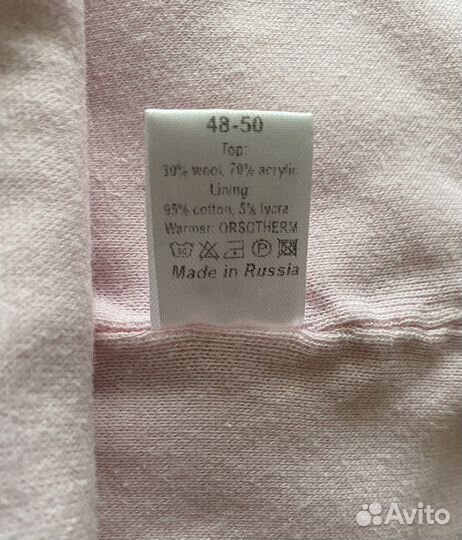 48-50
Top:
30% wool, 70% acrylic
Lining:
95% cotton, 5% lycra
Warmer: ORSOTHERM
Made in Russia
Avito